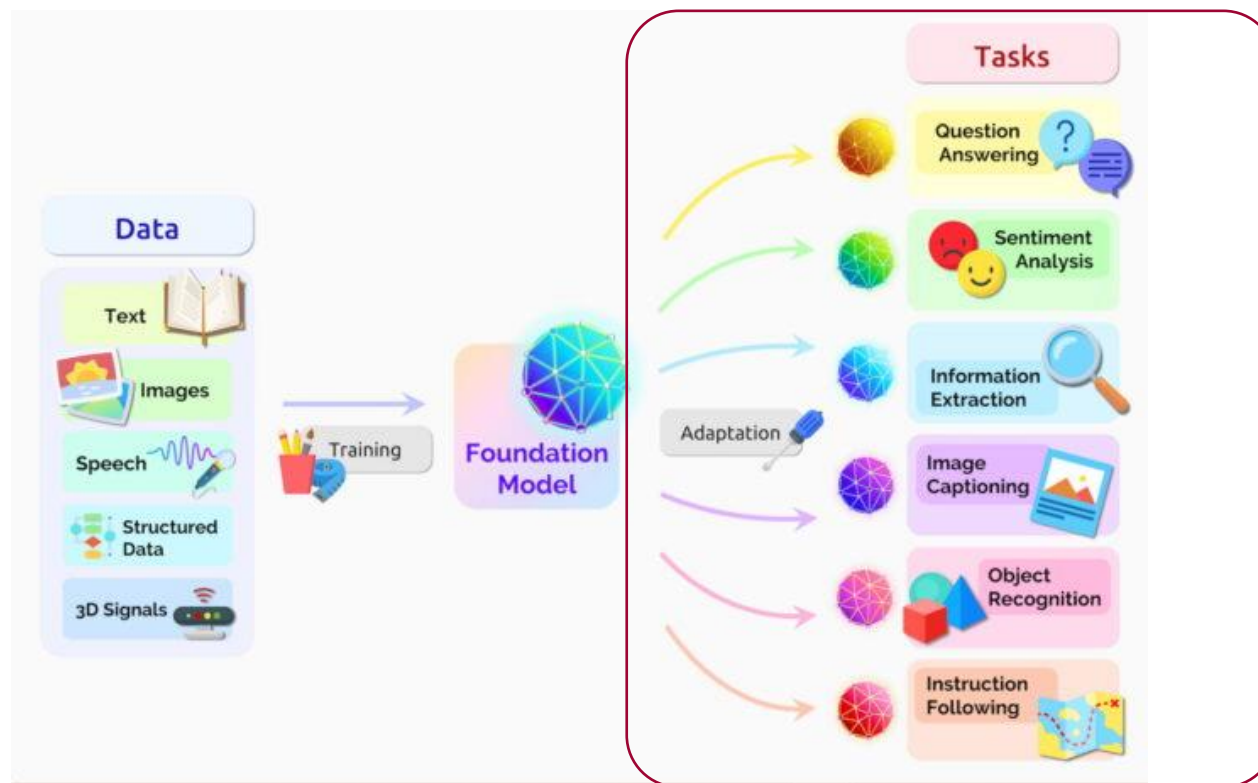 Data
Text
Images
Speech
Structured
Data
3D Signals
Training
Foundation
Model
Adaptation
Tasks
Question
Answering
Sentiment
Analysis
Information
Extraction
Image
Captioning
Object
Recognition
Instruction
Following